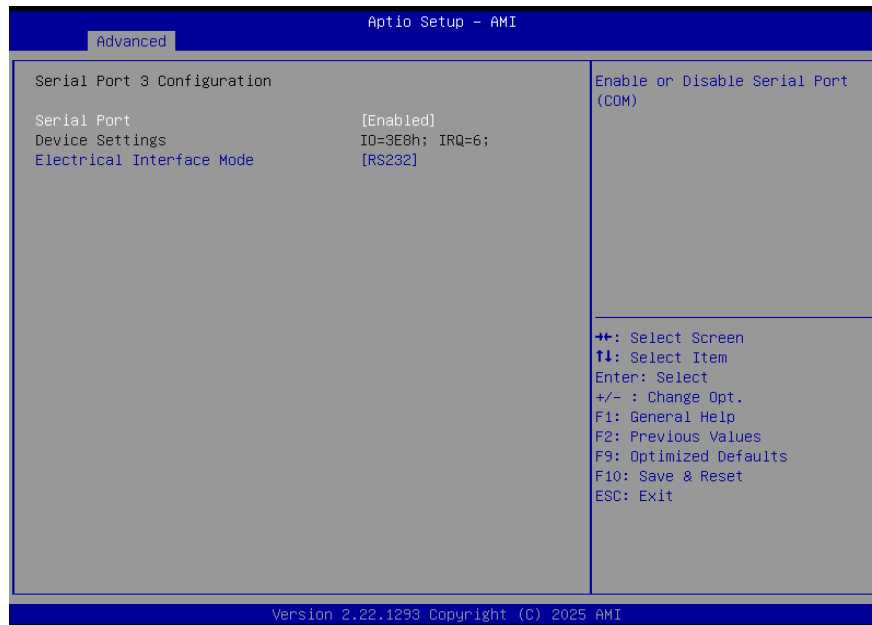 Aptio Setup – AMI
Advanced
Serial Port 3 Configuration
Serial Port [Enabled]
Device Settings IO=3E8h; IRQ=6;
Electrical Interface Mode [RS232]
Enable or Disable Serial Port
(COM)
→←: Select Screen
↑↓: Select Item
Enter: Select
+/- : Change Opt.
F1: General Help
F2: Previous Values
F9: Optimized Defaults
F10: Save & Reset
ESC: Exit
Version 2.22.1293 Copyright (C) 2025 AMI